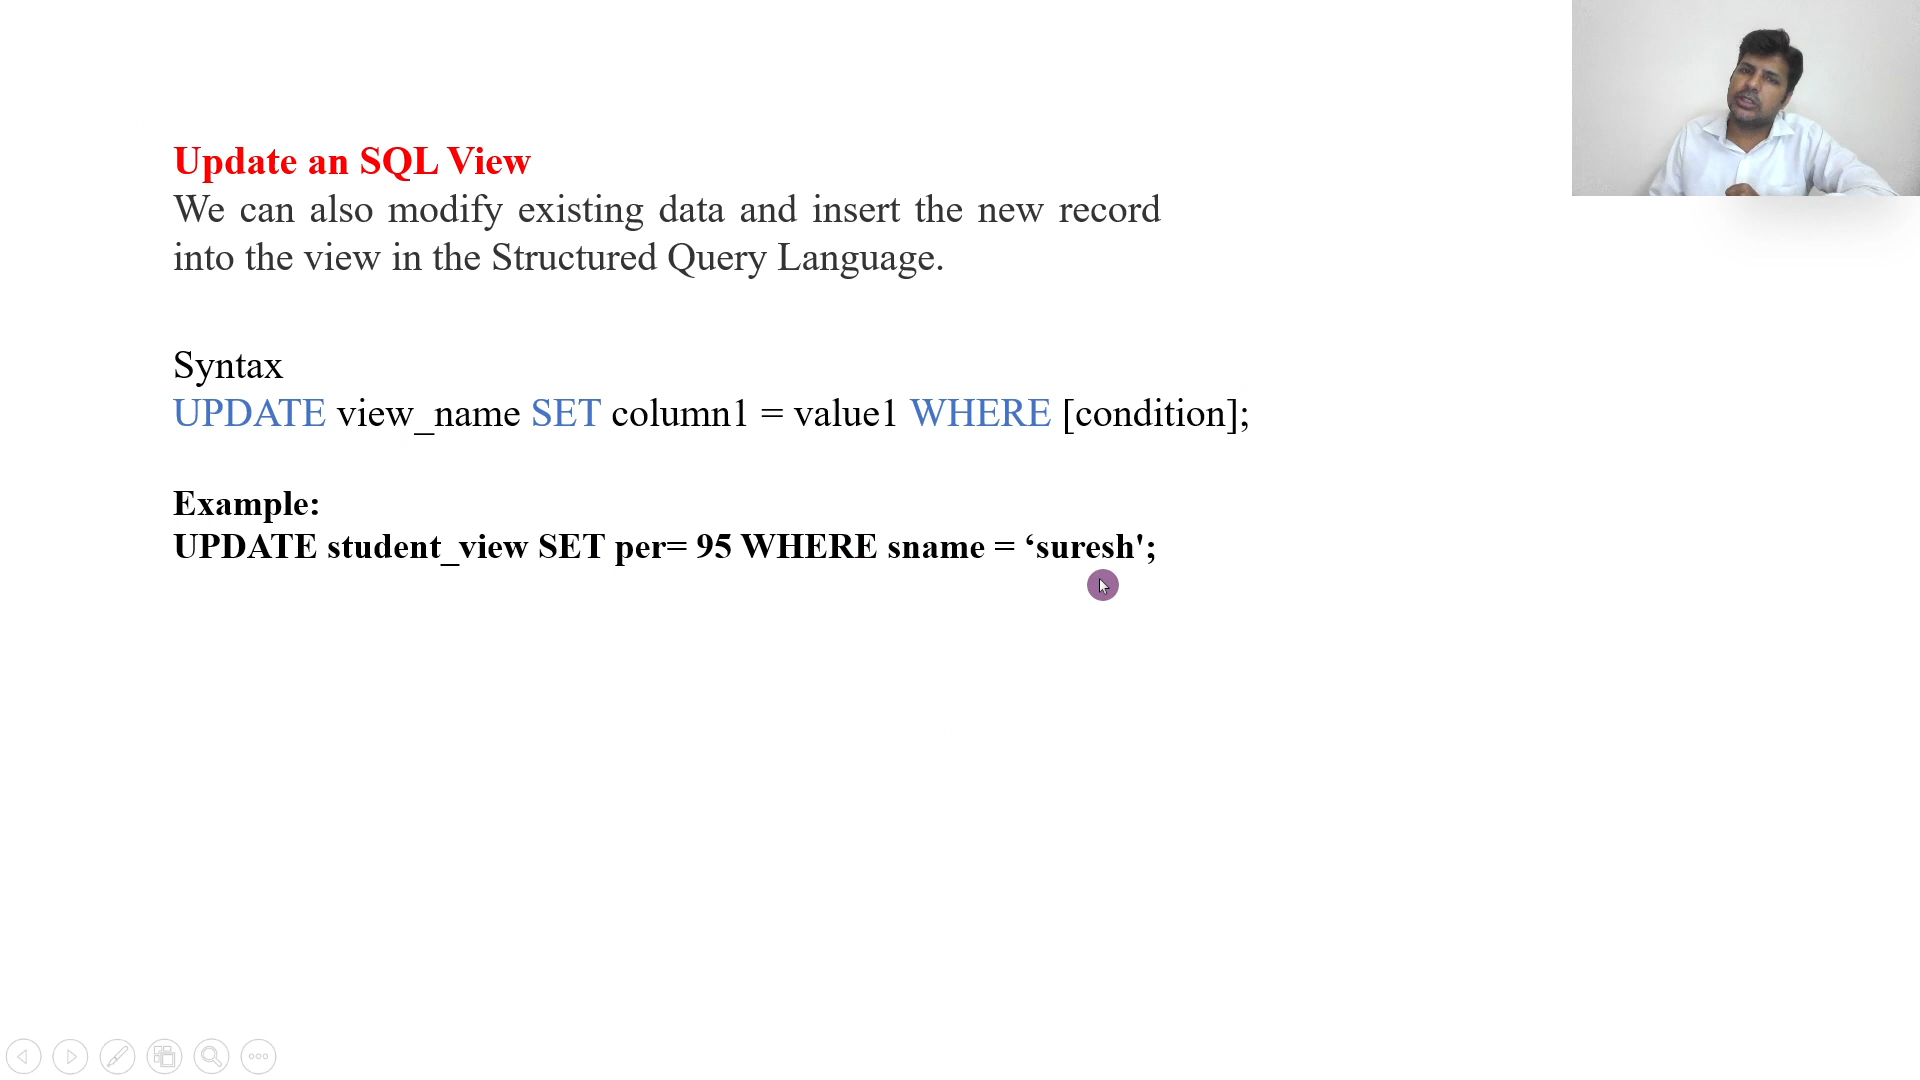 Update an SQL View
We can also modify existing data and insert the new record
into the view in the Structured Query Language.
Syntax
UPDATE view_name SET column1 = value1 WHERE [condition];
Example:
UPDATE student_view SET per= 95 WHERE sname = ‘suresh';